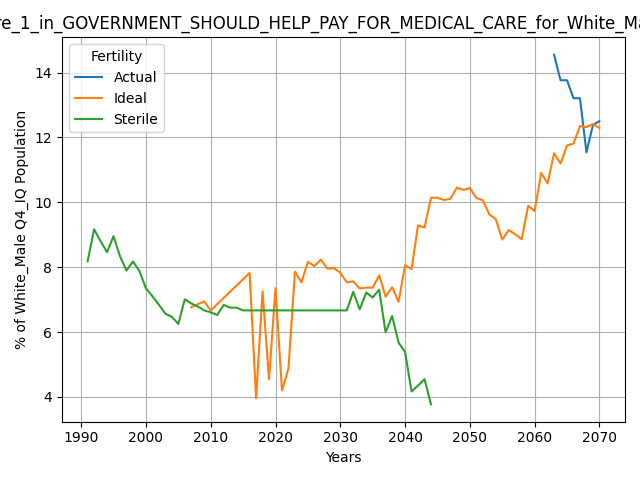 re_1_in_GOVERNMENT_SHOULD_HELP_PAY_FOR_MEDICAL_CARE_for_White_Ma
Fertility
Actual
Ideal
Sterile
% of White_Male Q4_IQ Population
14
12
10
8
6
4
1990 2000 2010 2020 2030 2040 2050 2060 2070
Years